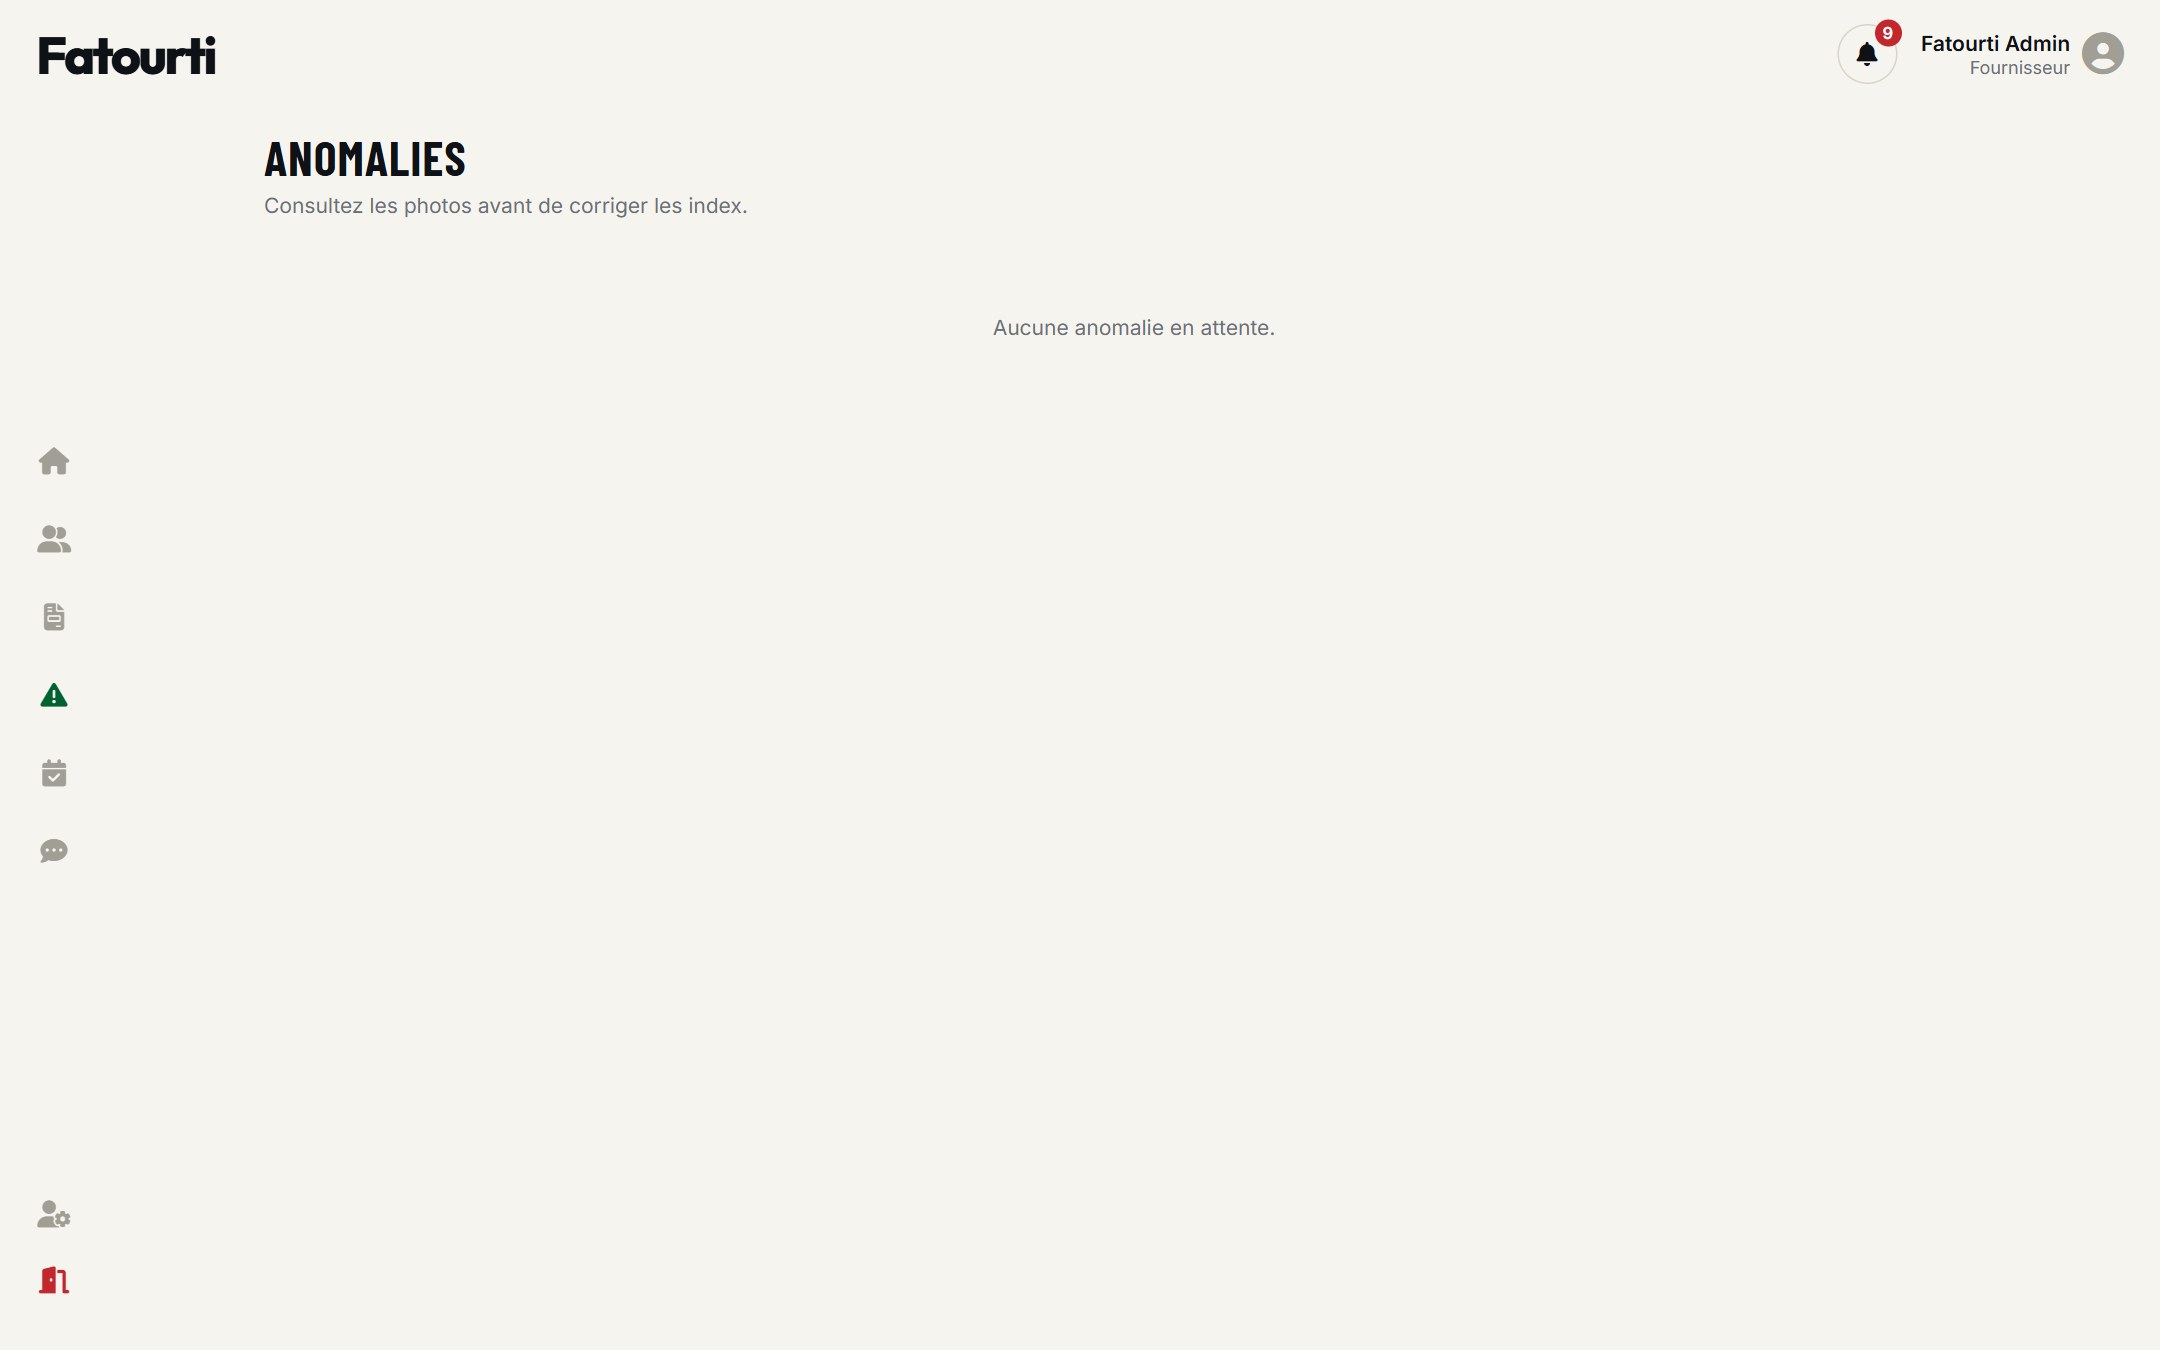 Fatourti
9
Fatourti Admin
Fournisseur
ANOMALIES
Consultez les photos avant de corriger les index.
Aucune anomalie en attente.